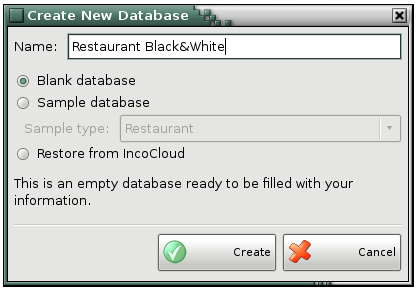 Create New Database
Name: Restaurant Black&White
Blank database
Sample database
Sample type: Restaurant
Restore from IncoCloud
This is an empty database ready to be filled with your
information.
Create Cancel